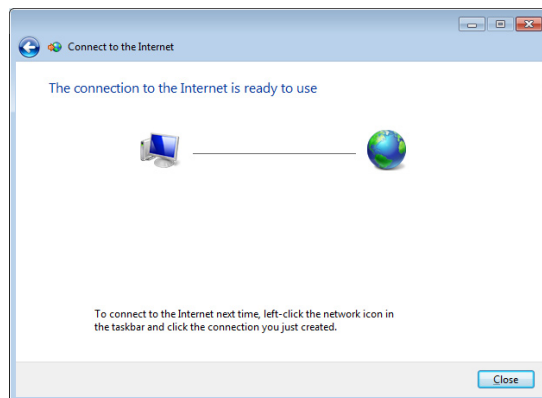 Connect to the Internet
The connection to the Internet is ready to use
To connect to the Internet next time, left-click the network icon in
the taskbar and click the connection you just created.
Close